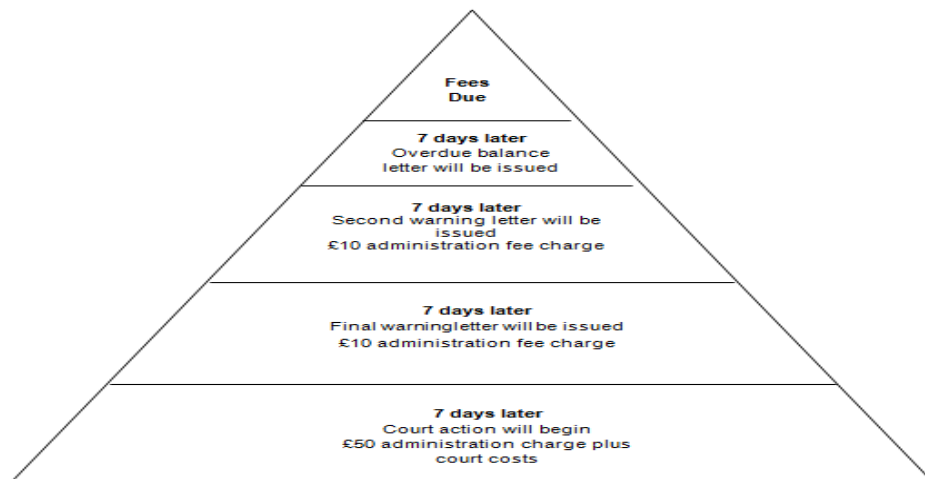 Fees
Due
7 days later
Overdue balance
letter will be issued
7 days later
Second warning letter will be
issued
£10 administration fee charge
7 days later
Final warningletter will be issued
£10 administration fee charge
7 days later
Court action will begin
£50 administration charge plus
court costs